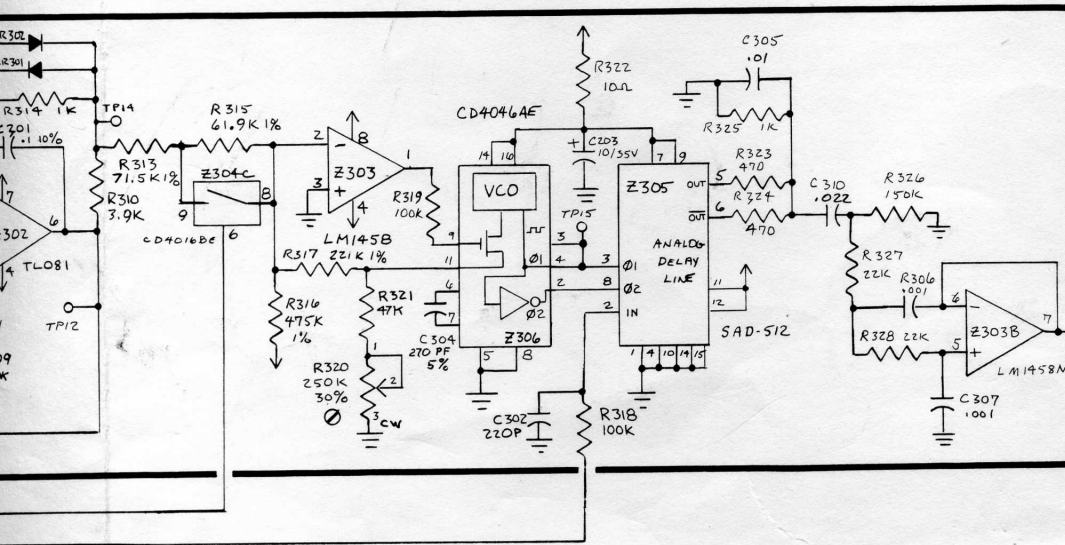 R302
R301
R314 1K
C201
.1 10%
7
6
4 TL081
TP14
R310
3.9K
TP12
R313
71.5K 1%
R315
61.9K 1%
Z304C
9
8
6
CD4016BE
R317 221K 1%
R316
475K
1%
2
-
8
Z303
1
3
+
4
LM1458
R319
100K
R321
47K
1
R320
250K
30%
2
3
CW
CD4046AE
14
16
VCO
9
11
6
7
C304
270 PF
5%
3
4
Ø1
2
Ø2
Z306
5
8
R322
10Ω
+
C203
10/35V
TP15
7
9
Z305
OUT
5
OUT
6
ANALOG
DELAY
LINE
3
Ø1
8
Ø2
2
IN
11
12
SAD-512
1
4
10
14
15
C302
220P
R318
100K
C305
.01
R325 1K
R323
470
R324
470
C310
.022
R326
150K
R327
22K
R306
.001
R328 22K
6
-
7
Z303B
5
+
LM1458N
C307
.001